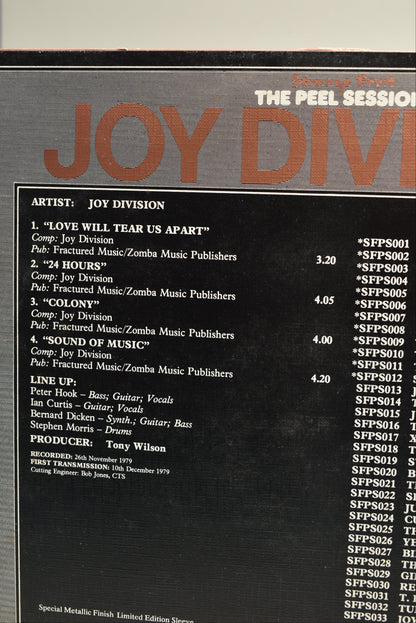 Strange Fruit
THE PEEL SESSION
JOY DIVI
ARTIST: JOY DIVISION
1. “LOVE WILL TEAR US APART”
Comp: Joy Division
Pub: Fractured Music/Zomba Music Publishers
3.20
2. “24 HOURS”
Comp: Joy Division
Pub: Fractured Music/Zomba Music Publishers
4.05
3. “COLONY”
Comp: Joy Division
Pub: Fractured Music/Zomba Music Publishers
4.00
4. “SOUND OF MUSIC”
Comp: Joy Division
Pub: Fractured Music/Zomba Music Publishers
4.20
LINE UP:
Peter Hook – Bass; Guitar; Vocals
Ian Curtis – Guitar; Vocals
Bernard Dicken – Synth.; Guitar; Bass
Stephen Morris – Drums
PRODUCER: Tony Wilson
RECORDED: 26th November 1979
FIRST TRANSMISSION: 10th December 1979
Cutting Engineer: Bob Jones, CTS
Special Metallic Finish Limited Edition Sleeve
*SFPS001
*SFPS002
*SFPS003
*SFPS004
*SFPS005
*SFPS006
*SFPS007
*SFPS008
*SFPS009
*SFPS010
*SFPS011
*SFPS012
SFPS013
SFPS014
SFPS015
SFPS016
SFPS017
SFPS018
SFPS019
SFPS020
SFPS021
SFPS022
SFPS023
SFPS024
SFPS025
SFPS026
SFPS027
SFPS028
SFPS029
SFPS030
SFPS031
SFPS032
SFPS033